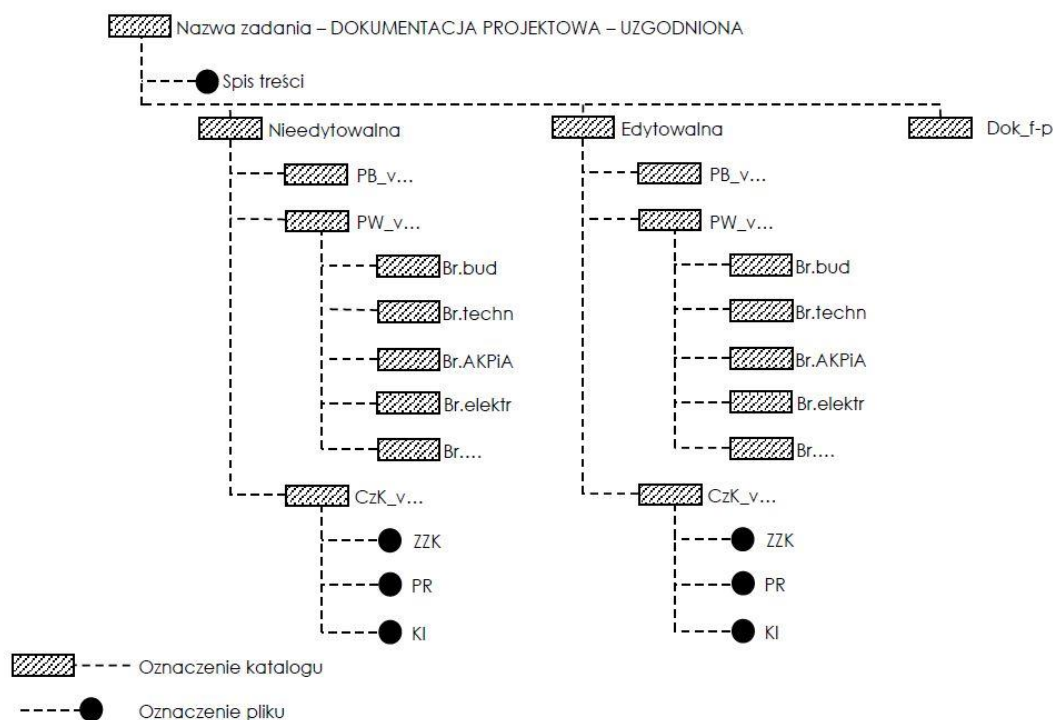 Nazwa zadania – DOKUMENTACJA PROJEKTOWA – UZGODNIONA
Spis treści
Nieedytowalna Edytowalna Dok_f-p
PB_v... PB_v...
PW_v... PW_v...
Br.bud Br.bud
Br.techn Br.techn
Br.AKPiA Br.AKPiA
Br.elektr Br.elektr
Br.... Br....
CzK_v... CzK_v...
ZZK ZZK
PR PR
KI KI
Oznaczenie katalogu
Oznaczenie pliku